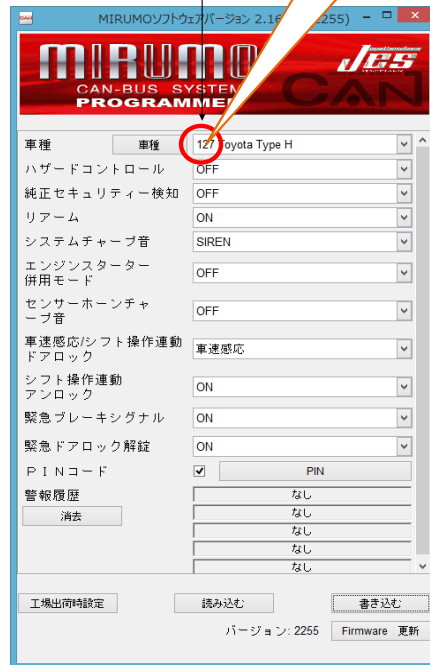 MIRUMOソフトウェアバージョン 2.16
255)
MIRUMO
CAN-BUS SYSTEM
PROGRAMME
Jes
CAN
車種 車種 127 Toyota Type H
ハザードコントロール OFF
純正セキュリティー検知 OFF
リアーム ON
システムチャープ音 SIREN
エンジンスターター
併用モード OFF
センサーホーンチャ
ープ音 OFF
車速感応/シフト操作連動
ドアロック 車速感応
シフト操作連動
アンロック ON
緊急ブレーキシグナル ON
緊急ドアロック解錠 ON
PINコード PIN
警報履歴 なし
消去 なし
なし
なし
なし
工場出荷時設定 読み込む 書き込む
バージョン: 2255 Firmware 更新